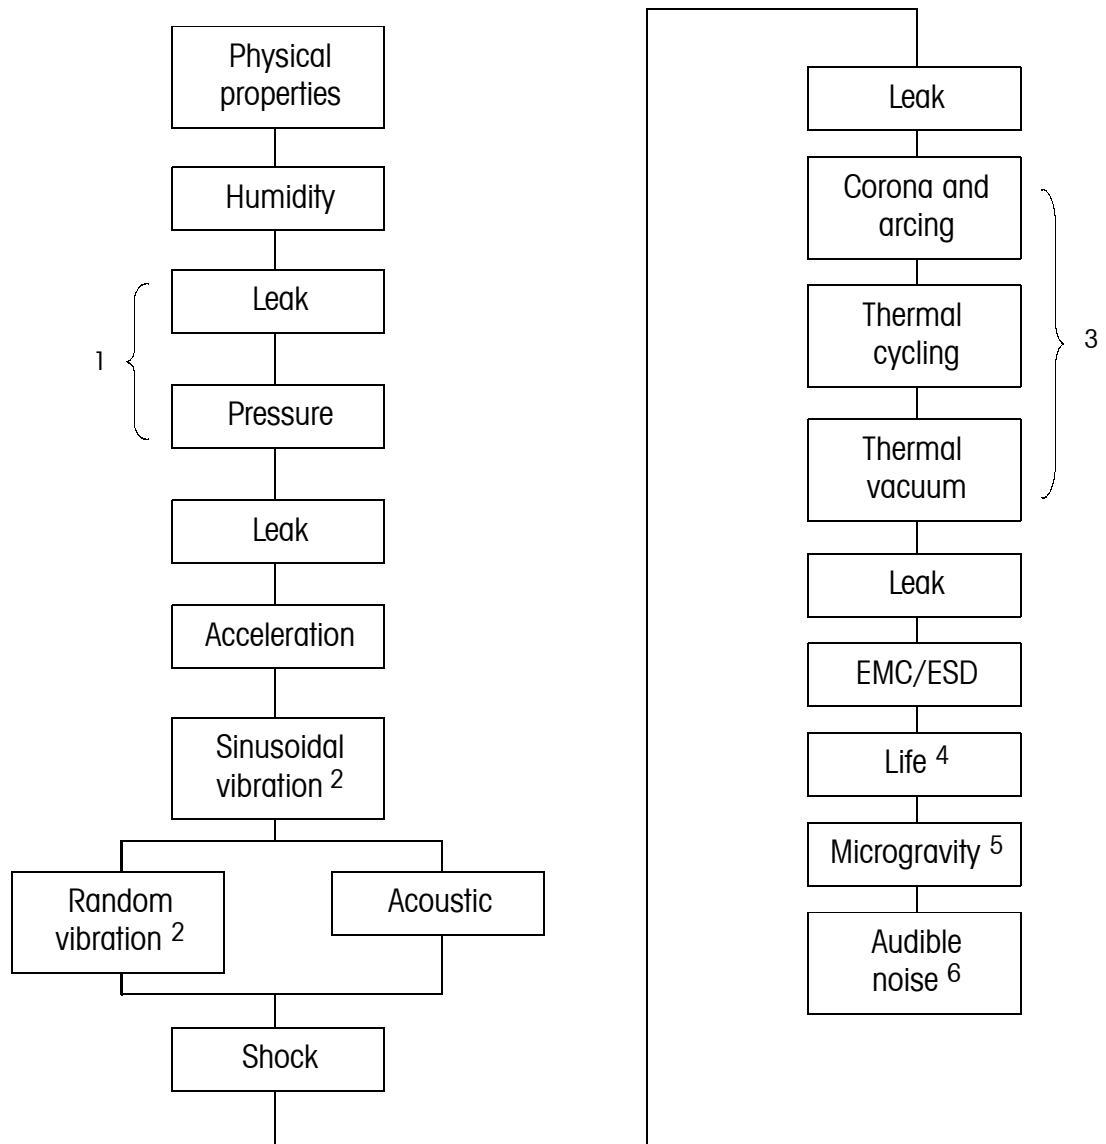 Physical
properties
Humidity
Leak
1
Pressure
Leak
Acceleration
Sinusoidal
vibration 2
Random
vibration 2
Acoustic
Shock
Leak
Corona and
arcing
Thermal
cycling
3
Thermal
vacuum
Leak
EMC/ESD
Life 4
Microgravity 5
Audible
noise 6